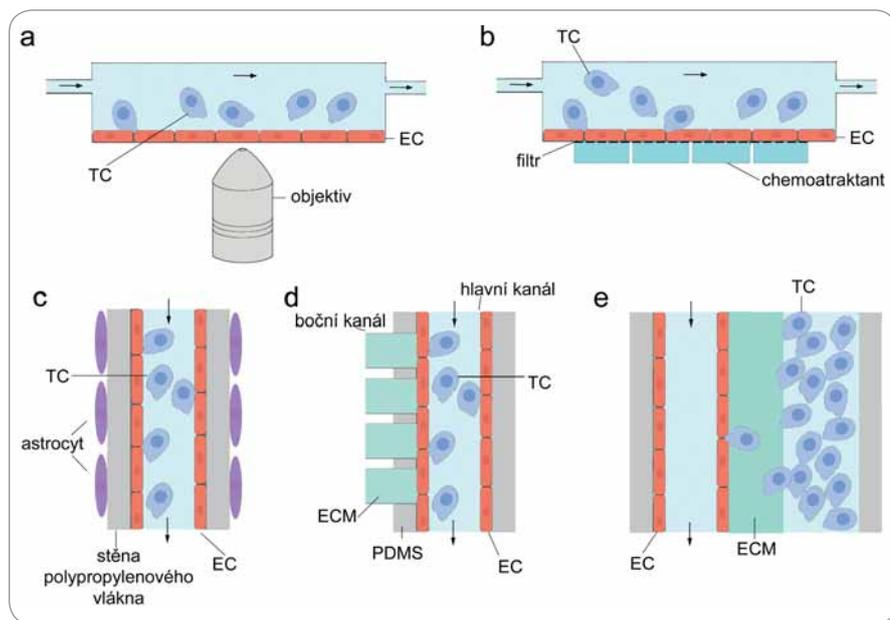 a
TC
EC
objektiv
b
TC
EC
filtr
chemoatraktant
c
TC
astrocyt
stěna
polypropylenového
vlákna
EC
d
boční kanál
hlavní kanál
TC
ECM
PDMS
EC
e
TC
EC
ECM